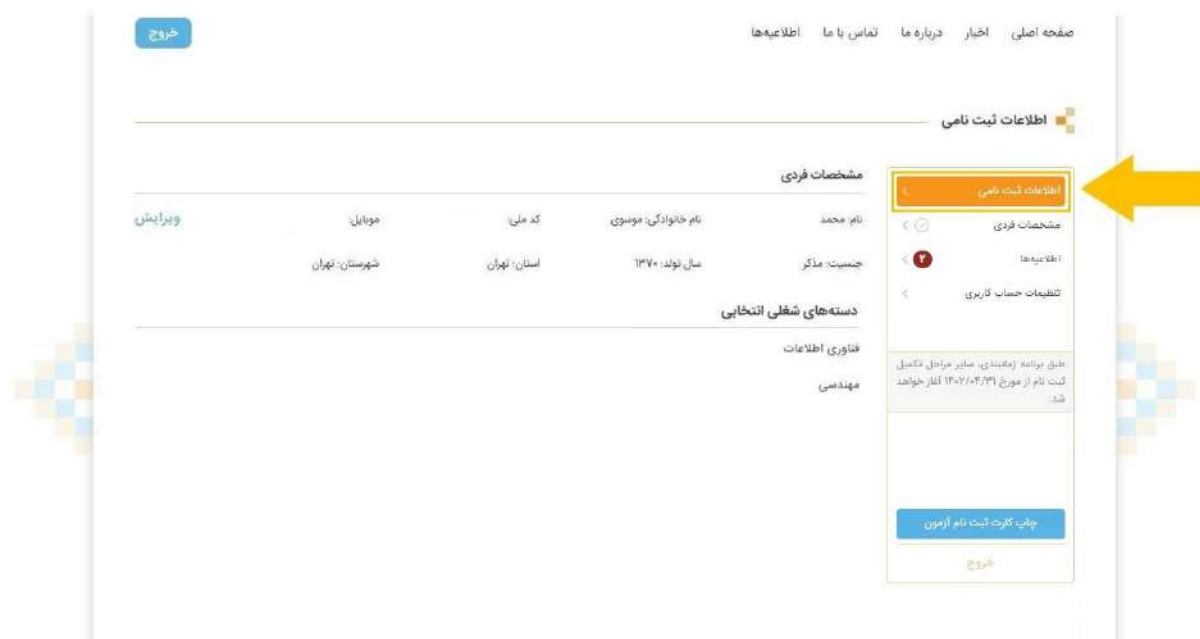 صفحه اصلی اخبار درباره ما تماس با ما اطلاعیه‌ها خروج
اطلاعات ثبت نامی
اطلاعات ثبت نامی
مشخصات فردی
اطلاعیه‌ها ۲
تنظیمات حساب کاربری
طبق برنامه زمانبندی، سایر مراحل تکمیل
ثبت نام از مورخ ۱۴۰۲/۰۴/۳۱ آغاز خواهد
شد.
چاپ کارت ثبت نام آزمون
خروج
مشخصات فردی
نام: محمد نام خانوادگی: موسوی کد ملی: موبایل: ویرایش
جنسیت: مذکر سال تولد: ۱۳۷۰ استان: تهران شهرستان: تهران
دسته‌های شغلی انتخابی
فناوری اطلاعات
مهندسی